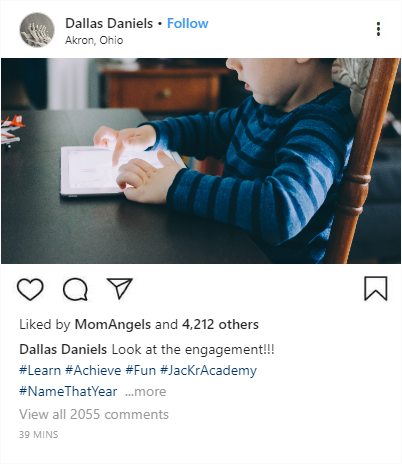 Dallas Daniels • Follow
Akron, Ohio
Liked by MomAngels and 4,212 others
Dallas Daniels Look at the engagement!!!
#Learn #Achieve #Fun #JacKrAcademy
#NameThatYear ...more
View all 2055 comments
39 MINS